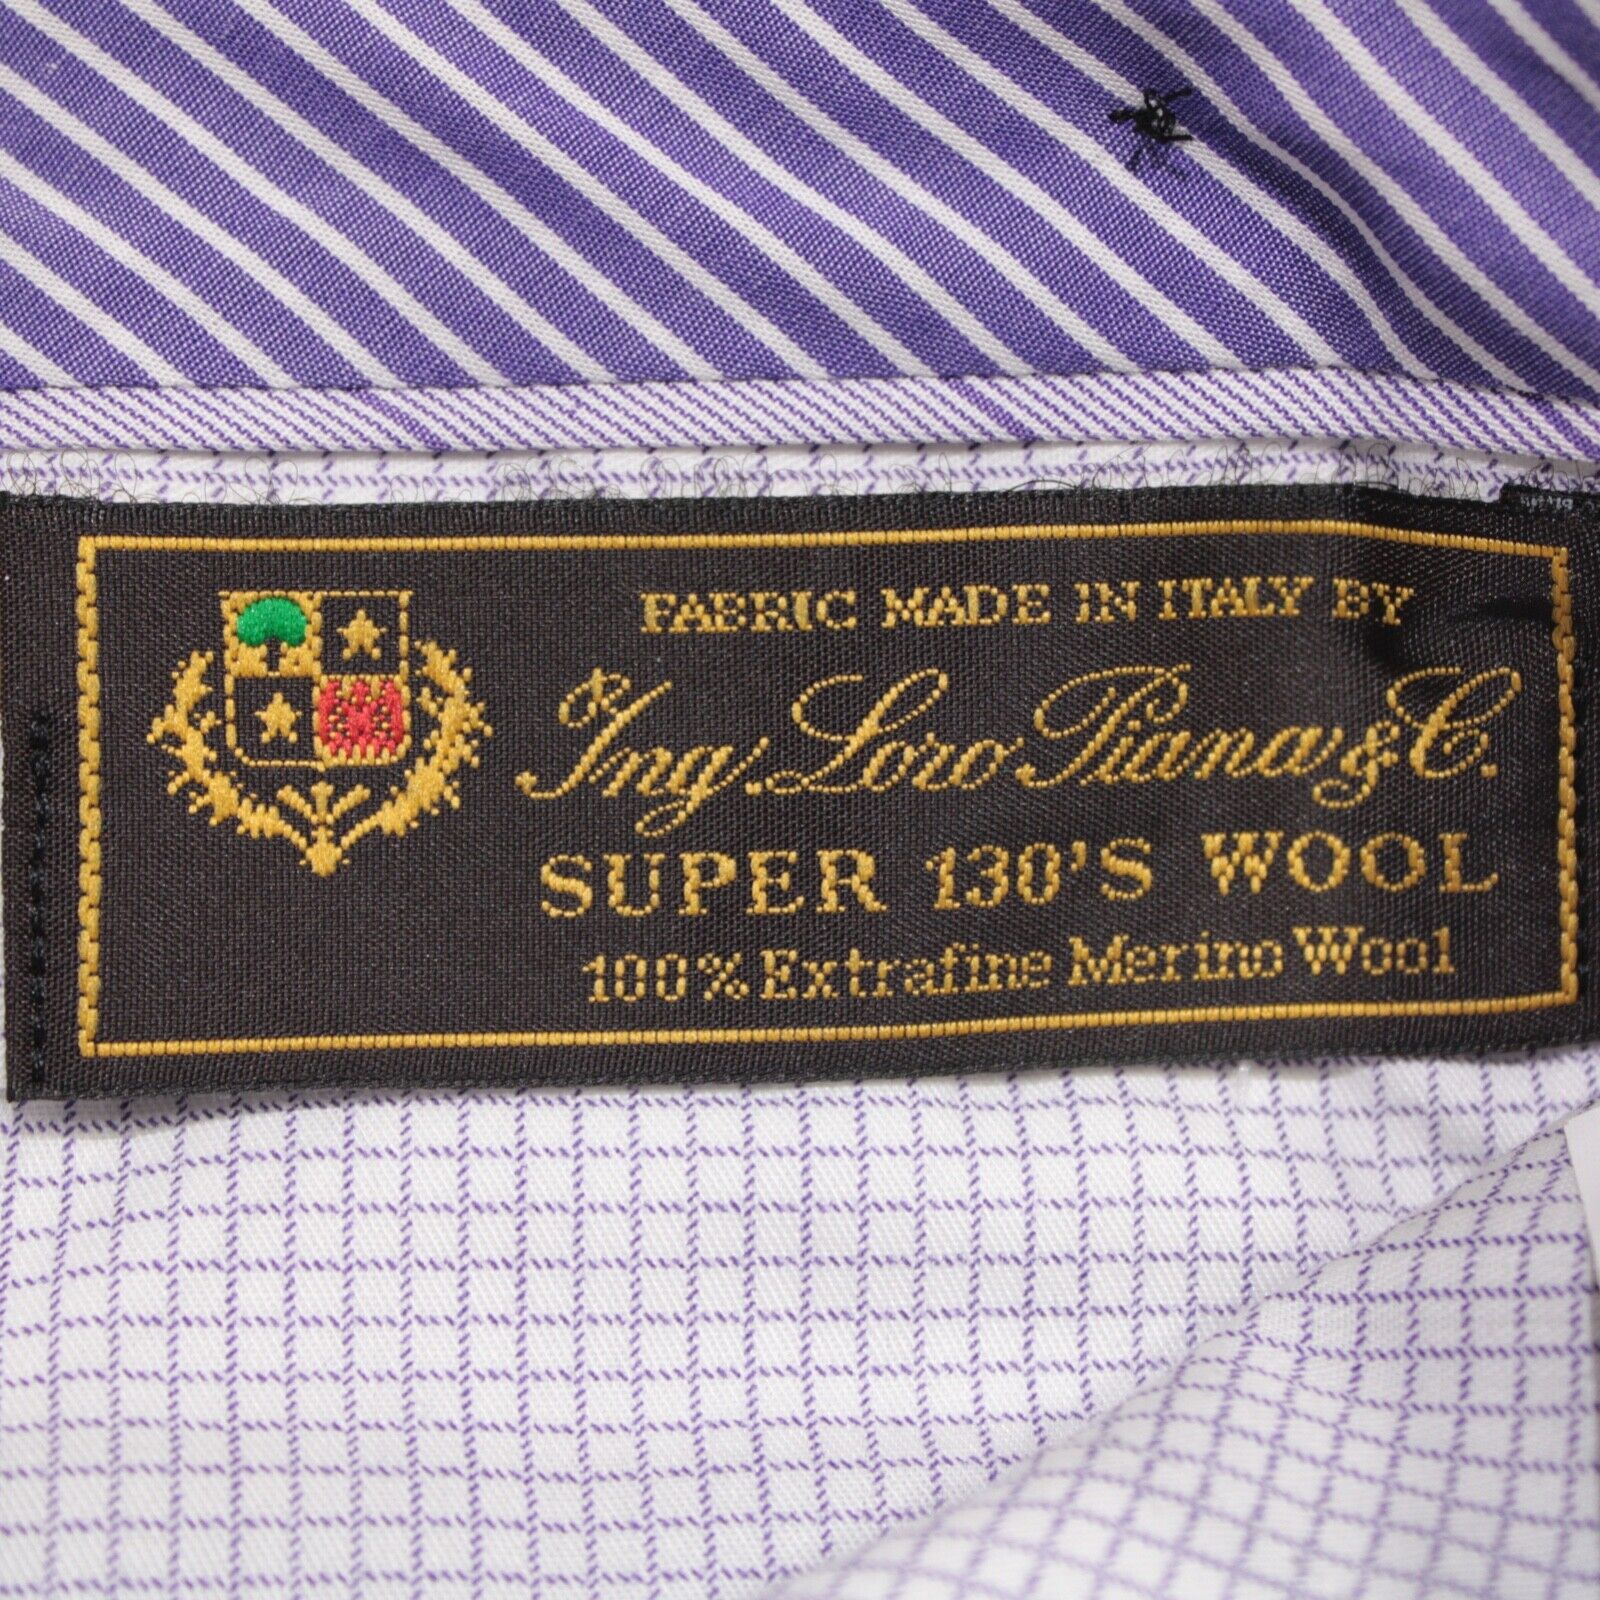 FABRIC MADE IN ITALY BY
Ing. Loro Piana & C.
SUPER 130'S WOOL
100% Extrafine Merino Wool